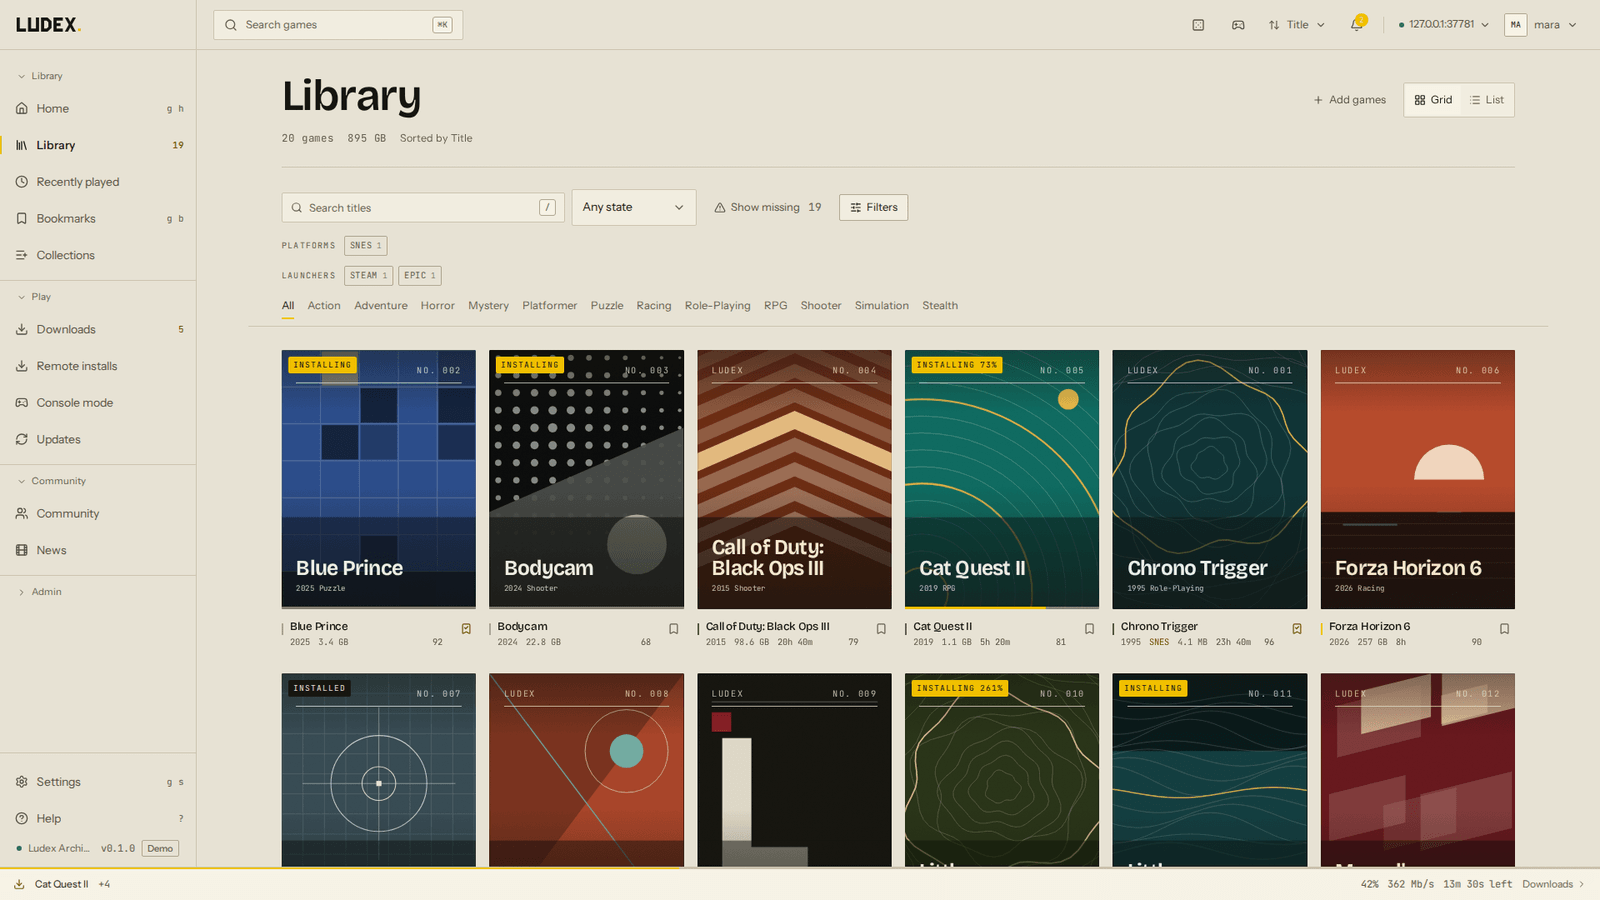 LUDEX.
Search games
⌘K
Title
127.0.0.1:37781
MA
mara
Library
Home
g h
Library
19
Recently played
Bookmarks
g b
Collections
Play
Downloads
5
Remote installs
Console mode
Updates
Community
Community
News
Admin
Settings
g s
Help
?
Ludex Archi...
v0.1.0
Demo
Library
20 games 895 GB Sorted by Title
Add games
Grid
List
Search titles
/
Any state
Show missing 19
Filters
PLATFORMS
SNES 1
LAUNCHERS
STEAM 1
EPIC 1
All
Action
Adventure
Horror
Mystery
Platformer
Puzzle
Racing
Role-Playing
RPG
Shooter
Simulation
Stealth
INSTALLING
NO. 002
Blue Prince
2025 Puzzle
Blue Prince
2025 3.4 GB 92
INSTALLING
NO. 003
Bodycam
2024 Shooter
Bodycam
2024 22.8 GB 68
LUDEX
NO. 004
Call of Duty:
Black Ops III
2015 Shooter
Call of Duty: Black Ops III
2015 98.6 GB 20h 40m 79
INSTALLING 73%
NO. 005
Cat Quest II
2019 RPG
Cat Quest II
2019 1.1 GB 5h 20m 81
LUDEX
NO. 001
Chrono Trigger
1995 Role-Playing
Chrono Trigger
1995 SNES 4.1 MB 23h 40m 96
LUDEX
NO. 006
Forza Horizon 6
2026 Racing
Forza Horizon 6
2026 257 GB 8h 90
INSTALLED
NO. 007
LUDEX
NO. 008
LUDEX
NO. 009
INSTALLING 261%
NO. 010
INSTALLING
NO. 011
LUDEX
NO. 012
Cat Quest II +4
42% 362 Mb/s 13m 30s left Downloads